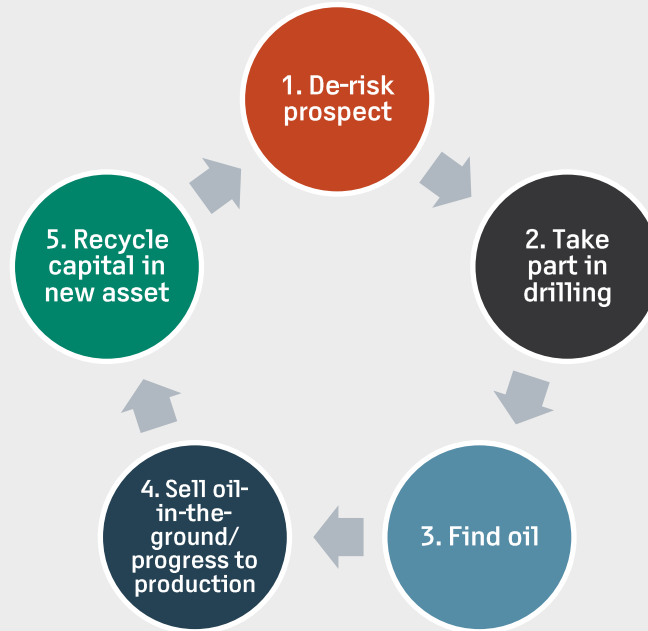 1. De-risk
prospect
2. Take
part in
drilling
3. Find oil
4. Sell oil-
in-the-
ground/
progress to
production
5. Recycle
capital in
new asset